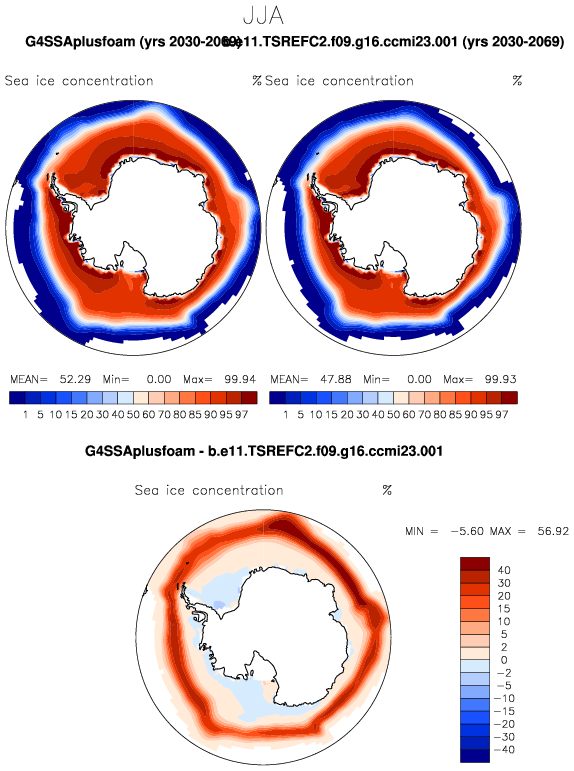 JJA
G4SSAplusfoam (yrs 2030-2069) b.e11.TSREFC2.f09.g16.ccmi23.001 (yrs 2030-2069)
Sea ice concentration % Sea ice concentration %
MEAN= 52.29 Min= 0.00 Max= 99.94 MEAN= 47.88 Min= 0.00 Max= 99.93
1 5 10 15 20 30 40 50 60 70 80 85 90 95 97 1 5 10 15 20 30 40 50 60 70 80 85 90 95 97
G4SSAplusfoam - b.e11.TSREFC2.f09.g16.ccmi23.001
Sea ice concentration %
MIN = -5.60 MAX = 56.92
40
30
20
15
10
5
2
0
-2
-5
-10
-15
-20
-30
-40